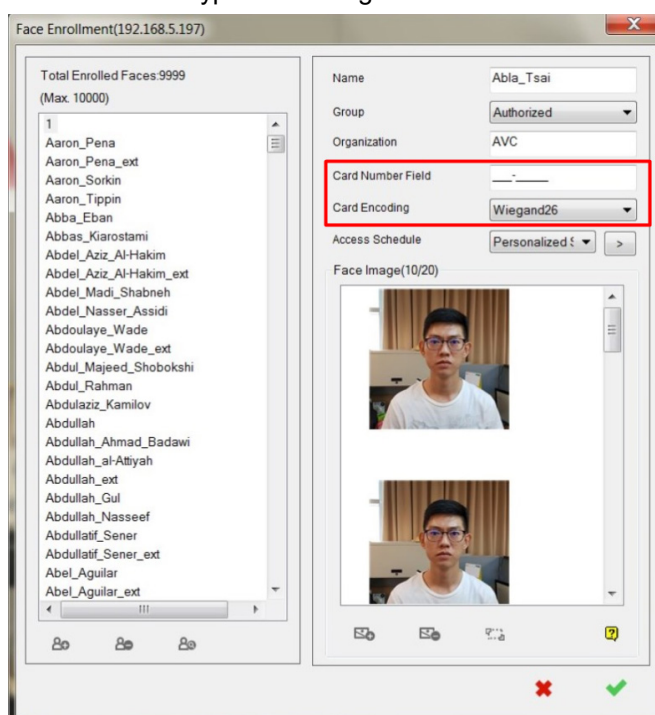 Face Enrollment(192.168.5.197)
Total Enrolled Faces:9999
(Max. 10000)
1
Aaron_Pena
Aaron_Pena_ext
Aaron_Sorkin
Aaron_Tippin
Abba_Eban
Abbas_Kiarostami
Abdel_Aziz_Al-Hakim
Abdel_Aziz_Al-Hakim_ext
Abdel_Madi_Shabneh
Abdel_Nasser_Assidi
Abdoulaye_Wade
Abdoulaye_Wade_ext
Abdul_Majeed_Shobokshi
Abdul_Rahman
Abdulaziz_Kamilov
Abdullah
Abdullah_Ahmad_Badawi
Abdullah_al-Attiyah
Abdullah_ext
Abdullah_Gul
Abdullah_Nasseef
Abdullatif_Sener
Abdullatif_Sener_ext
Abel_Aguilar
Abel_Aguilar_ext
Name Abla_Tsai
Group Authorized
Organization AVC
Card Number Field ___-_____
Card Encoding Wiegand26
Access Schedule Personalized S >
Face Image(10/20)